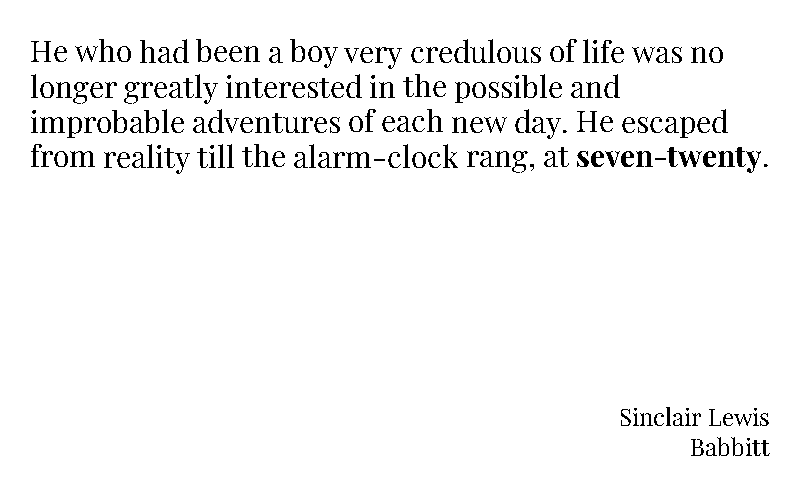 He who had been a boy very credulous of life was no
longer greatly interested in the possible and
improbable adventures of each new day. He escaped
from reality till the alarm-clock rang, at seven-twenty.
Sinclair Lewis
Babbitt